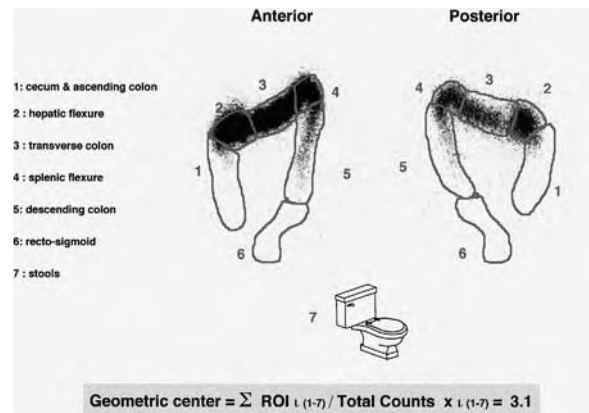 Anterior Posterior
1: cecum & ascending colon
2 : hepatic flexure
3 : transverse colon
4 : splenic flexure
5: descending colon
6: recto-sigmoid
7 : stools
3
2
4
1
5
6
3
4
2
5
1
6
7
Geometric center = Σ ROI i. (1-7) / Total Counts x i. (1-7) = 3.1